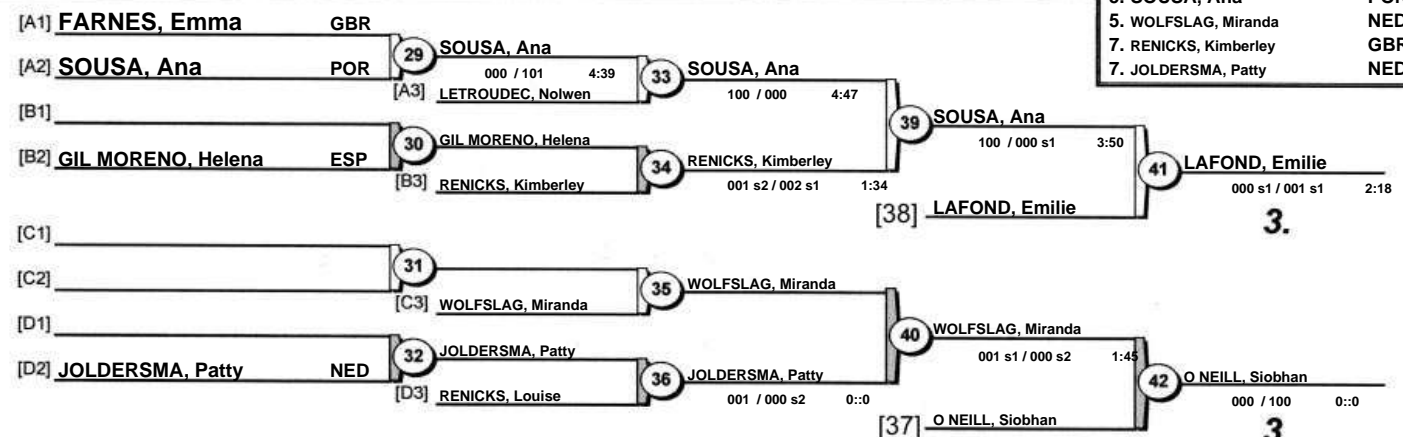 [A1] FARNES, Emma GBR
[A2] SOUSA, Ana POR
29
SOUSA, Ana
000 / 101 4:39
[A3] LETROUDEC, Nolwen
33
SOUSA, Ana
100 / 000 4:47
[B1]
[B2] GIL MORENO, Helena ESP
30
GIL MORENO, Helena
[B3] RENICKS, Kimberley
34
RENICKS, Kimberley
001 s2 / 002 s1 1:34
39
SOUSA, Ana
100 / 000 s1 3:50
[38] LAFOND, Emilie
41
LAFOND, Emilie
000 s1 / 001 s1 2:18
3.
[C1]
[C2]
31
[C3] WOLFSLAG, Miranda
35
WOLFSLAG, Miranda
[D1]
[D2] JOLDERSMA, Patty NED
32
JOLDERSMA, Patty
[D3] RENICKS, Louise
36
JOLDERSMA, Patty
001 / 000 s2 0::0
40
WOLFSLAG, Miranda
001 s1 / 000 s2 1:45
[37] O NEILL, Siobhan
42
O NEILL, Siobhan
000 / 100 0::0
3
5. WOLFSLAG, Miranda NED
7. RENICKS, Kimberley GBR
7. JOLDERSMA, Patty NED